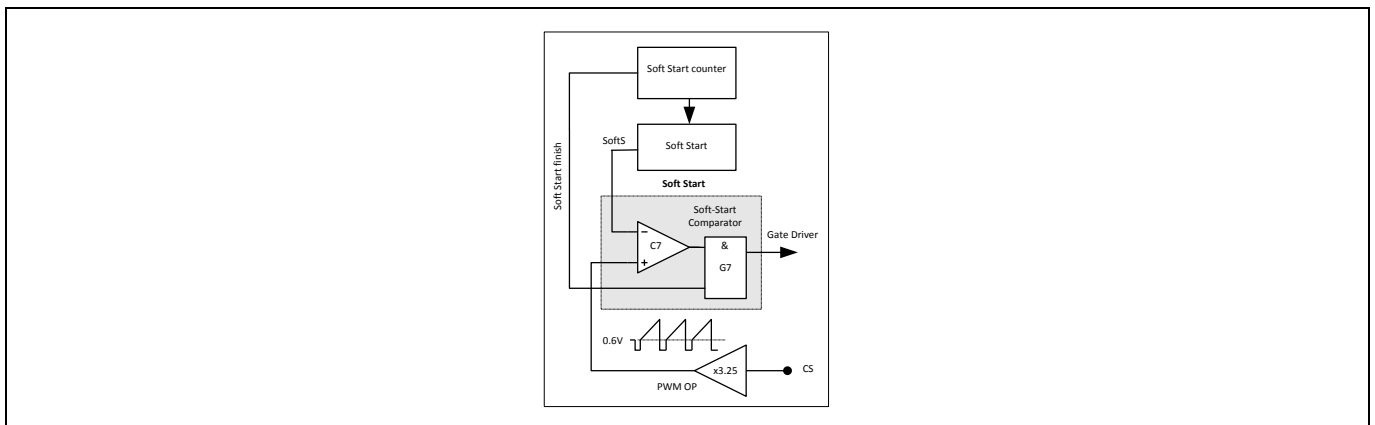 Soft Start counter
SoftS
Soft Start
Soft Start finish
Soft Start
Soft-Start
Comparator
Gate Driver
−
C7
+
&
G7
0.6V
x3.25
CS
PWM OP